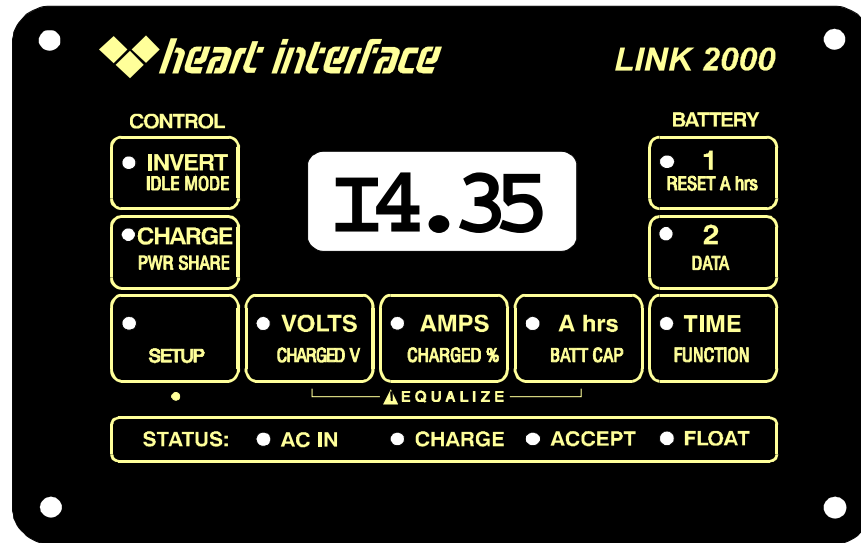 heart interface LINK 2000
CONTROL BATTERY
INVERT
IDLE MODE
I4.35
1
RESET A hrs
CHARGE
PWR SHARE
2
DATA
SETUP
VOLTS
CHARGED V
AMPS
CHARGED %
A hrs
BATT CAP
TIME
FUNCTION
EQUALIZE
STATUS: AC IN CHARGE ACCEPT FLOAT